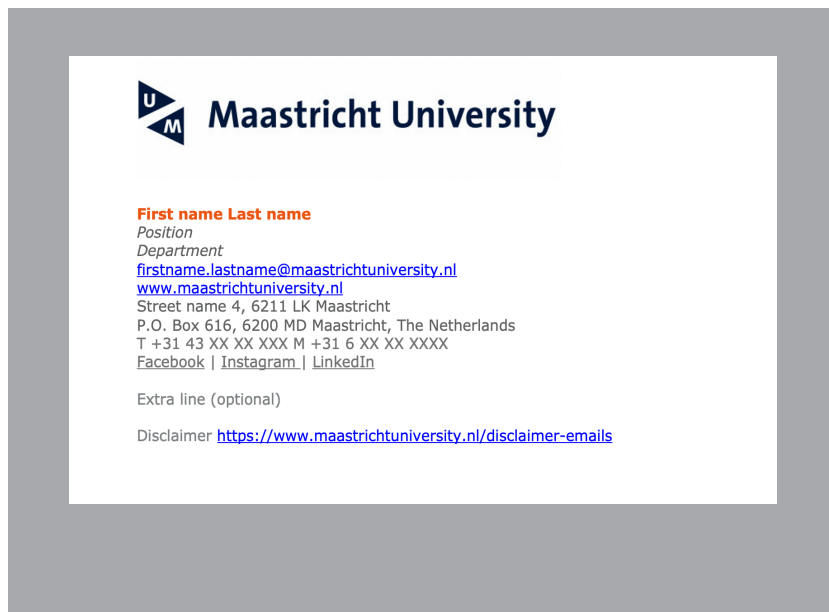 U
M
Maastricht University
First name Last name
Position
Department
firstname.lastname@maastrichtuniversity.nl
www.maastrichtuniversity.nl
Street name 4, 6211 LK Maastricht
P.O. Box 616, 6200 MD Maastricht, The Netherlands
T +31 43 XX XX XXX M +31 6 XX XX XXXX
Facebook | Instagram | LinkedIn
Extra line (optional)
Disclaimer https://www.maastrichtuniversity.nl/disclaimer-emails